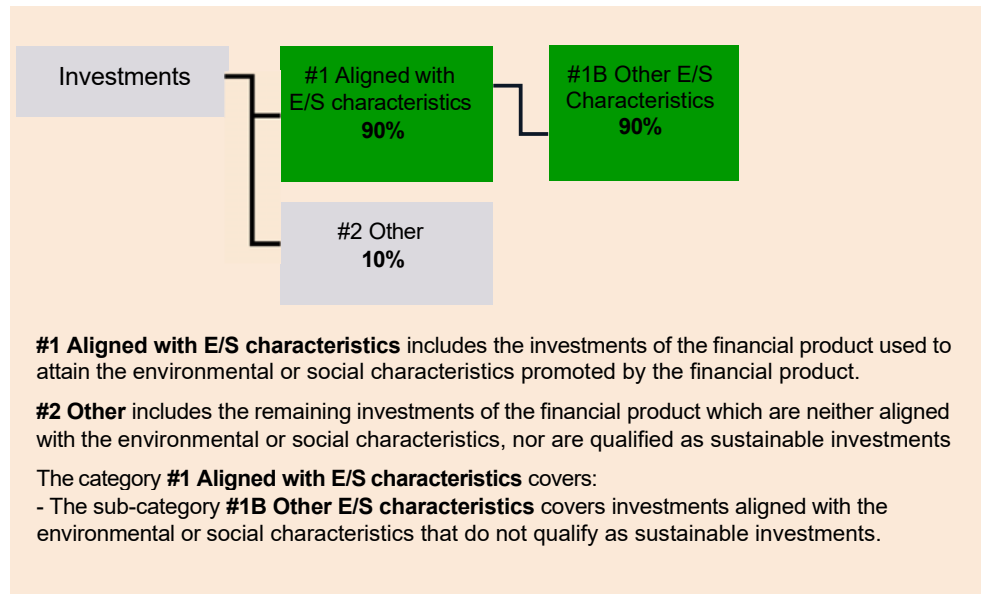 Investments
#1 Aligned with
E/S characteristics
90%
#1B Other E/S
Characteristics
90%
#2 Other
10%
#1 Aligned with E/S characteristics includes the investments of the financial product used to
attain the environmental or social characteristics promoted by the financial product.
#2 Other includes the remaining investments of the financial product which are neither aligned
with the environmental or social characteristics, nor are qualified as sustainable investments
The category #1 Aligned with E/S characteristics covers:
- The sub-category #1B Other E/S characteristics covers investments aligned with the
environmental or social characteristics that do not qualify as sustainable investments.